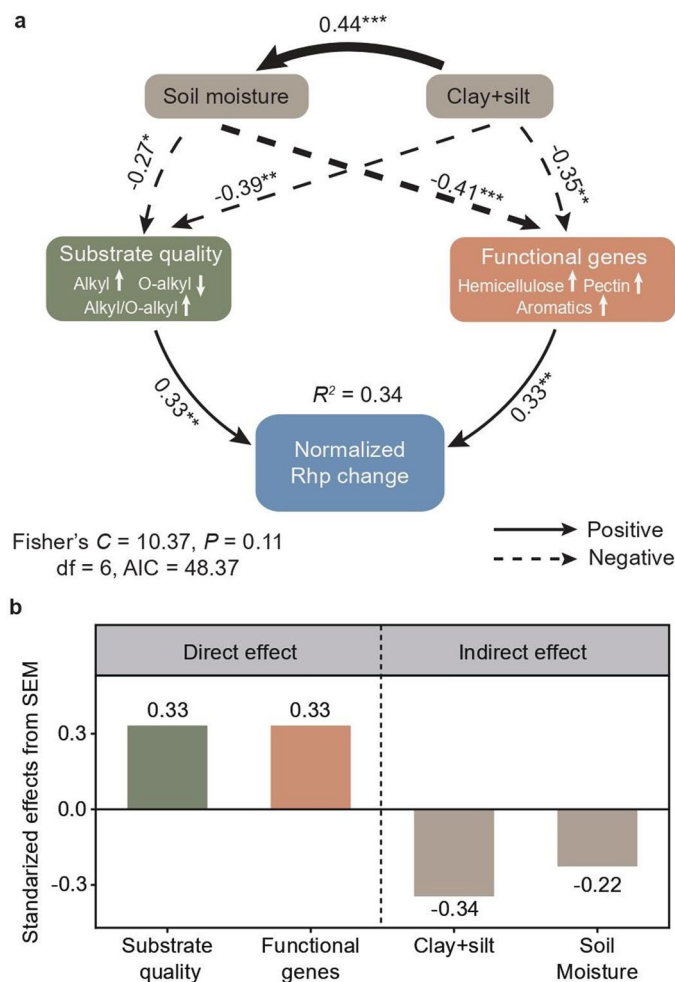 a
0.44***
Soil moisture
Clay+silt
-0.27*
-0.39**
-0.41***
-0.35**
Substrate quality
Alkyl ↑ O-alkyl ↓
Alkyl/O-alkyl ↑
Functional genes
Hemicellulose ↑ Pectin ↑
Aromatics ↑
0.33**
R² = 0.34
0.33**
Normalized
Rhp change
Fisher's C = 10.37, P = 0.11
df = 6, AIC = 48.37
Positive
Negative
b
Direct effect
Indirect effect
Standarized effects from SEM
0.3
0.0
-0.3
0.33
0.33
-0.34
-0.22
Substrate
quality
Functional
genes
Clay+silt
Soil
Moisture